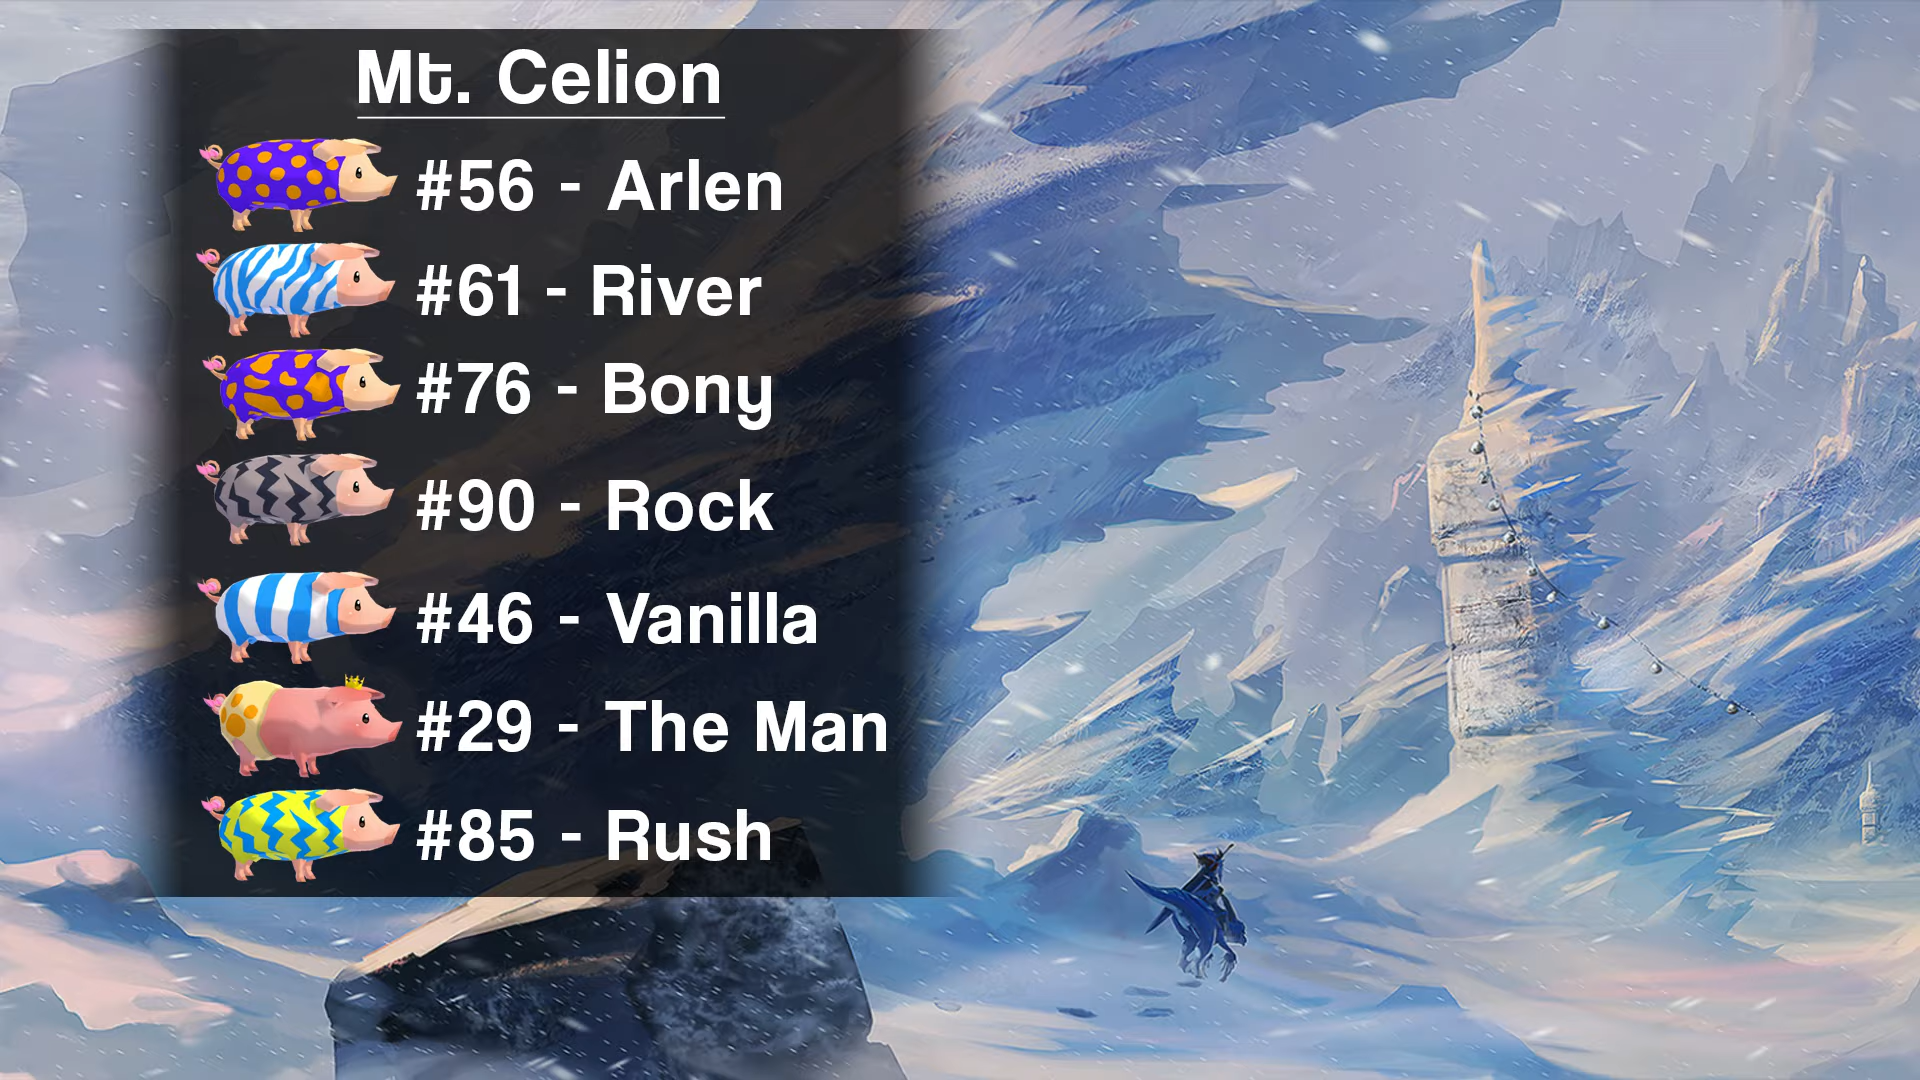 Mt. Celion
#56 - Arlen
#61 - River
#76 - Bony
#90 - Rock
#46 - Vanilla
#29 - The Man
#85 - Rush